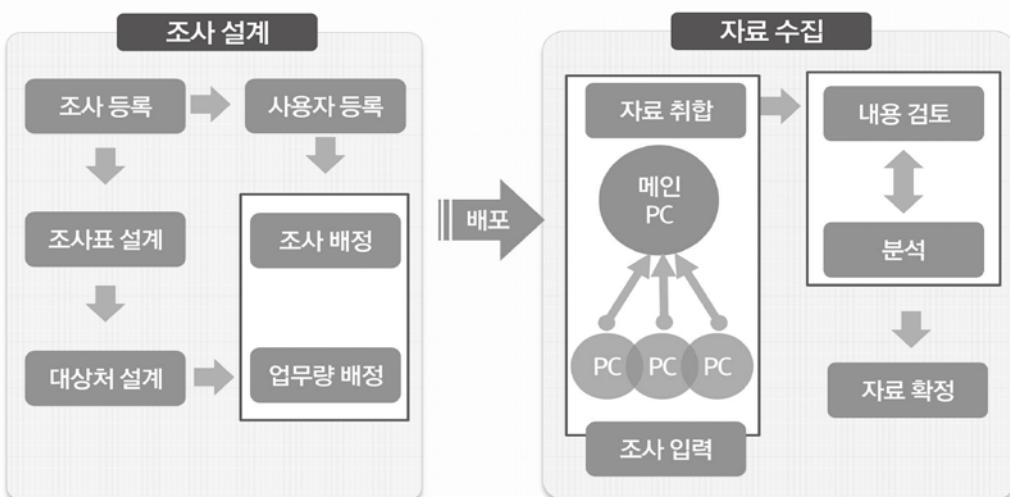 조사 설계
조사 등록
사용자 등록
조사표 설계
조사 배정
대상처 설계
업무량 배정
배포
자료 수집
자료 취합
메인
PC
PC
PC
PC
조사 입력
내용 검토
분석
자료 확정